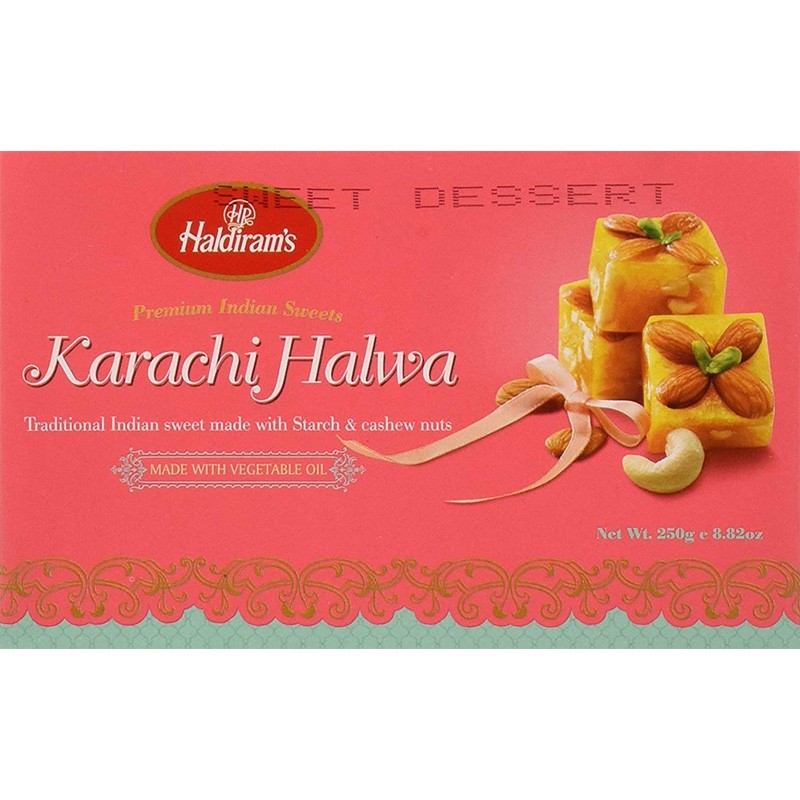 SWEET DESSERT
HR
Haldiram's
Premium Indian Sweets
Karachi Halwa
Traditional Indian sweet made with Starch & cashew nuts
MADE WITH VEGETABLE OIL
Net Wt. 250g e 8.82oz